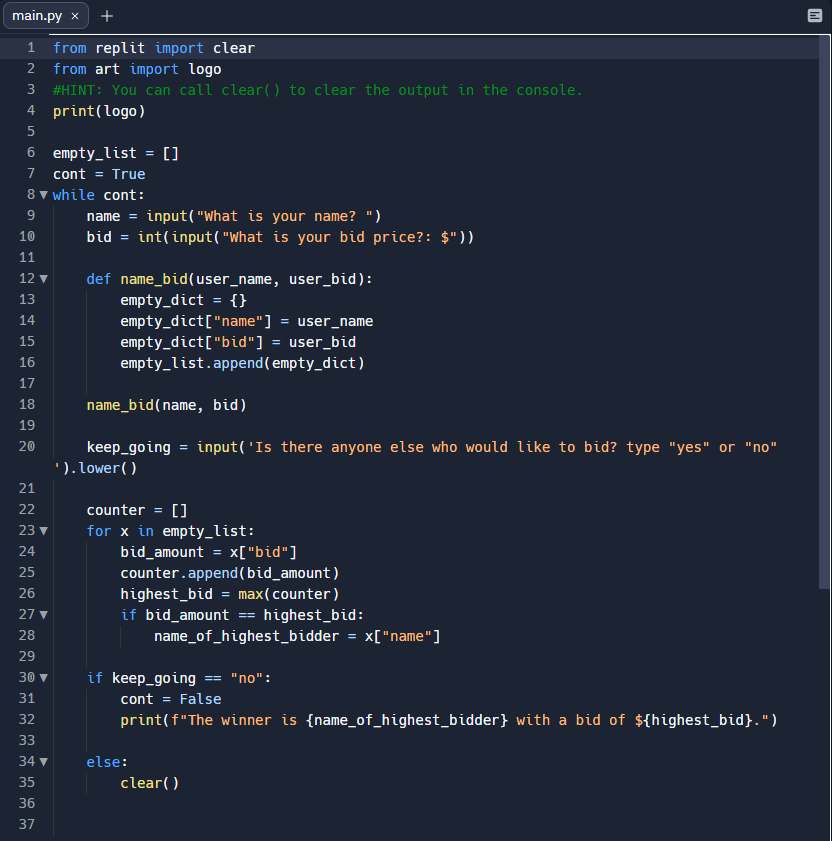 main.py × +
1 from replit import clear
2 from art import logo
3 #HINT: You can call clear() to clear the output in the console.
4 print(logo)
5
6 empty_list = []
7 cont = True
8 while cont:
9     name = input("What is your name? ")
10     bid = int(input("What is your bid price?: $"))
11
12     def name_bid(user_name, user_bid):
13         empty_dict = {}
14         empty_dict["name"] = user_name
15         empty_dict["bid"] = user_bid
16         empty_list.append(empty_dict)
17
18     name_bid(name, bid)
19
20     keep_going = input('Is there anyone else who would like to bid? type "yes" or "no"
').lower()
21
22     counter = []
23     for x in empty_list:
24         bid_amount = x["bid"]
25         counter.append(bid_amount)
26         highest_bid = max(counter)
27         if bid_amount == highest_bid:
28             name_of_highest_bidder = x["name"]
29
30     if keep_going == "no":
31         cont = False
32         print(f"The winner is {name_of_highest_bidder} with a bid of ${highest_bid}.")
33
34     else:
35         clear()
36
37